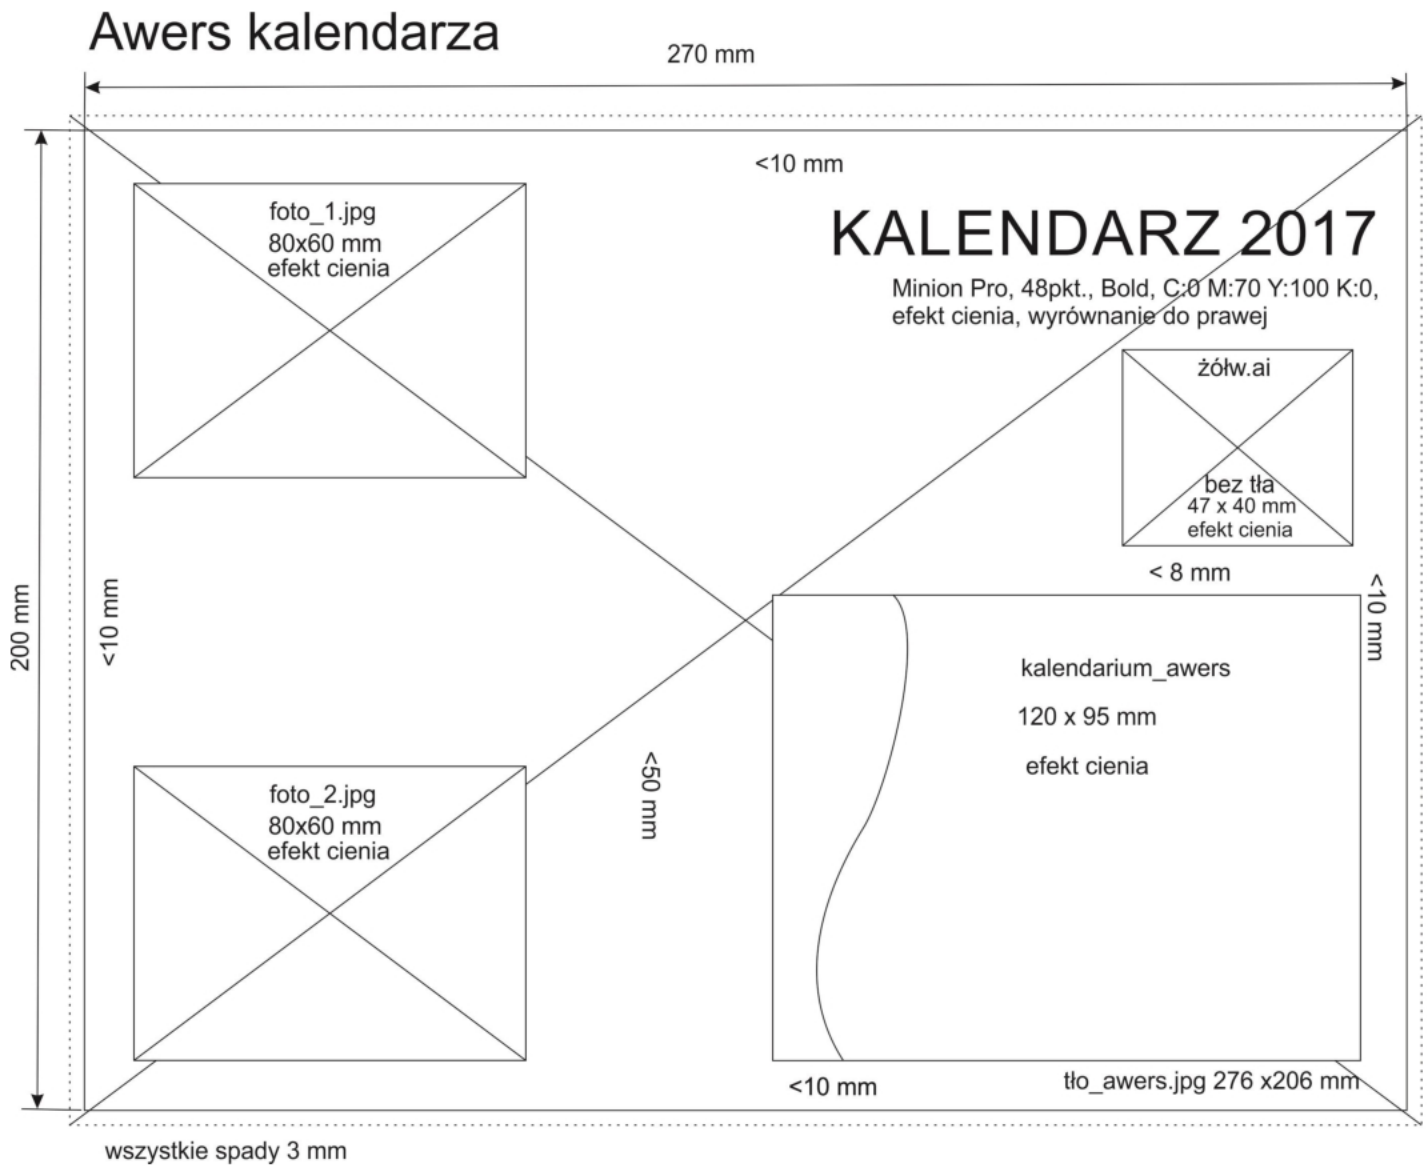 Awers kalendarza
270 mm
<10 mm
foto_1.jpg
80x60 mm
efekt cienia
KALENDARZ 2017
Minion Pro, 48pkt., Bold, C:0 M:70 Y:100 K:0,
efekt cienia, wyrównanie do prawej
żółw.ai
bez tła
47 x 40 mm
efekt cienia
< 8 mm
200 mm
<10 mm
<10 mm
kalendarium_awers
120 x 95 mm
efekt cienia
<50 mm
foto_2.jpg
80x60 mm
efekt cienia
<10 mm
tło_awers.jpg 276 x206 mm
wszystkie spady 3 mm